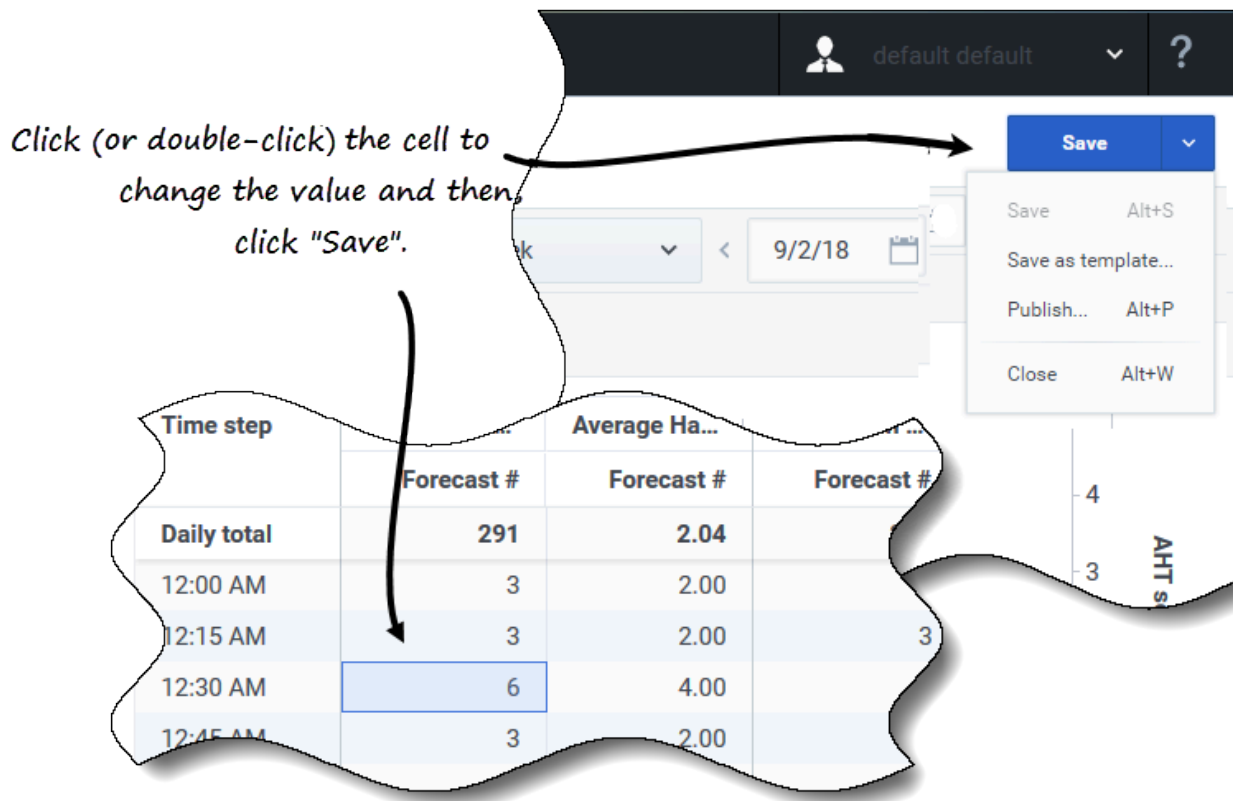 default default ?
Click (or double-click) the cell to
change the value and then,
click "Save".
Save
Save Alt+S
Save as template...
Publish... Alt+P
Close Alt+W
9/2/18
Time step Average Ha...
Forecast # Forecast # Forecast #
Daily total 291 2.04
12:00 AM 3 2.00
12:15 AM 3 2.00 3
12:30 AM 6 4.00
12:45 AM 3 2.00
4
3
AHT